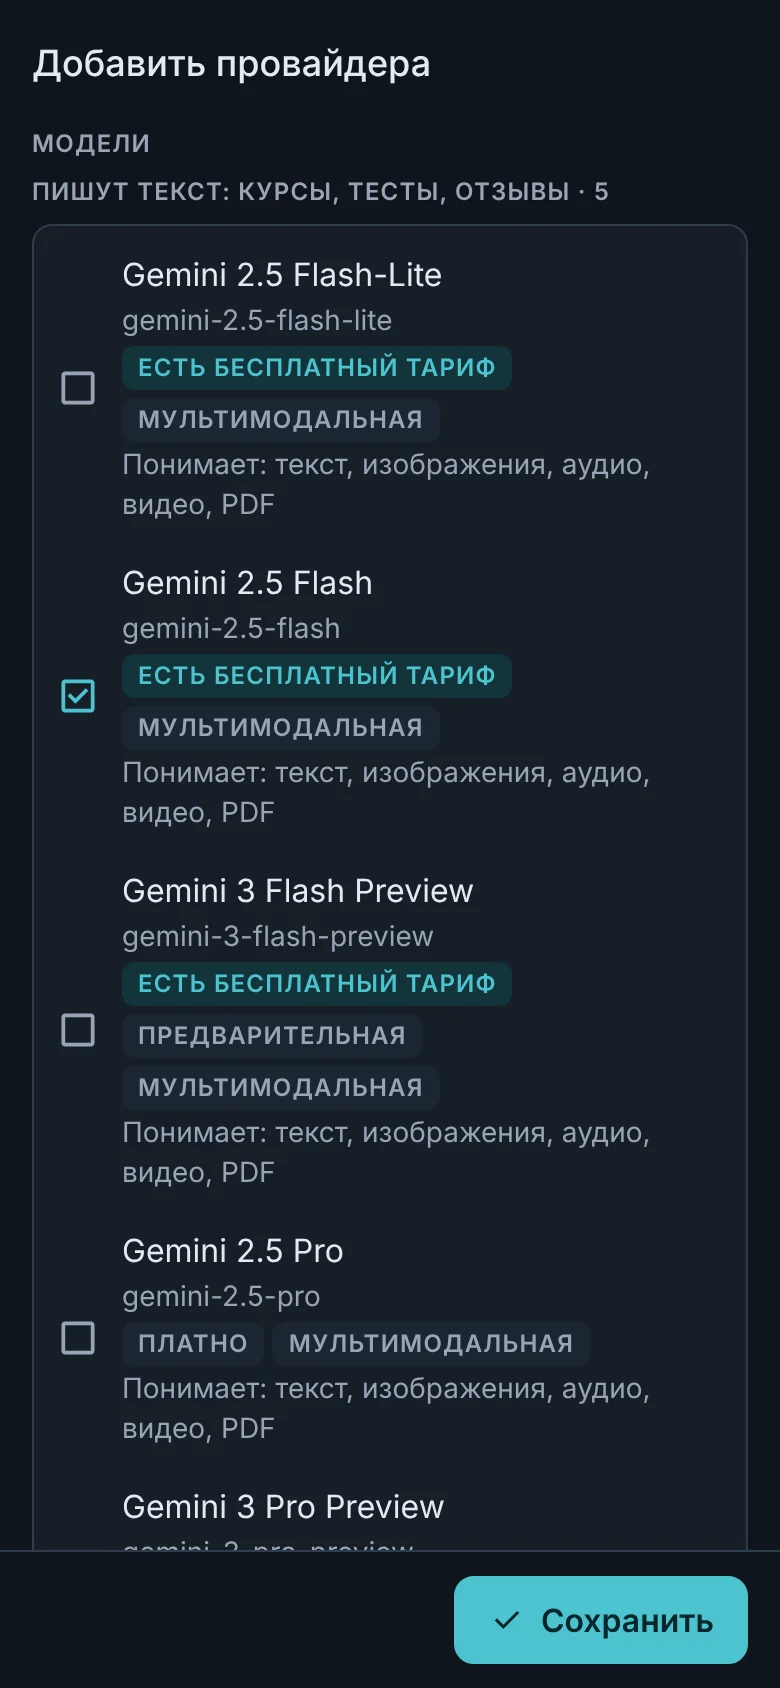 Добавить провайдера
МОДЕЛИ
ПИШУТ ТЕКСТ: КУРСЫ, ТЕСТЫ, ОТЗЫВЫ · 5
Gemini 2.5 Flash-Lite
gemini-2.5-flash-lite
ЕСТЬ БЕСПЛАТНЫЙ ТАРИФ
МУЛЬТИМОДАЛЬНАЯ
Понимает: текст, изображения, аудио,
видео, PDF
Gemini 2.5 Flash
gemini-2.5-flash
ЕСТЬ БЕСПЛАТНЫЙ ТАРИФ
МУЛЬТИМОДАЛЬНАЯ
Понимает: текст, изображения, аудио,
видео, PDF
Gemini 3 Flash Preview
gemini-3-flash-preview
ЕСТЬ БЕСПЛАТНЫЙ ТАРИФ
ПРЕДВАРИТЕЛЬНАЯ
МУЛЬТИМОДАЛЬНАЯ
Понимает: текст, изображения, аудио,
видео, PDF
Gemini 2.5 Pro
gemini-2.5-pro
ПЛАТНО МУЛЬТИМОДАЛЬНАЯ
Понимает: текст, изображения, аудио,
видео, PDF
Gemini 3 Pro Preview
gemini-3-pro-preview
Сохранить